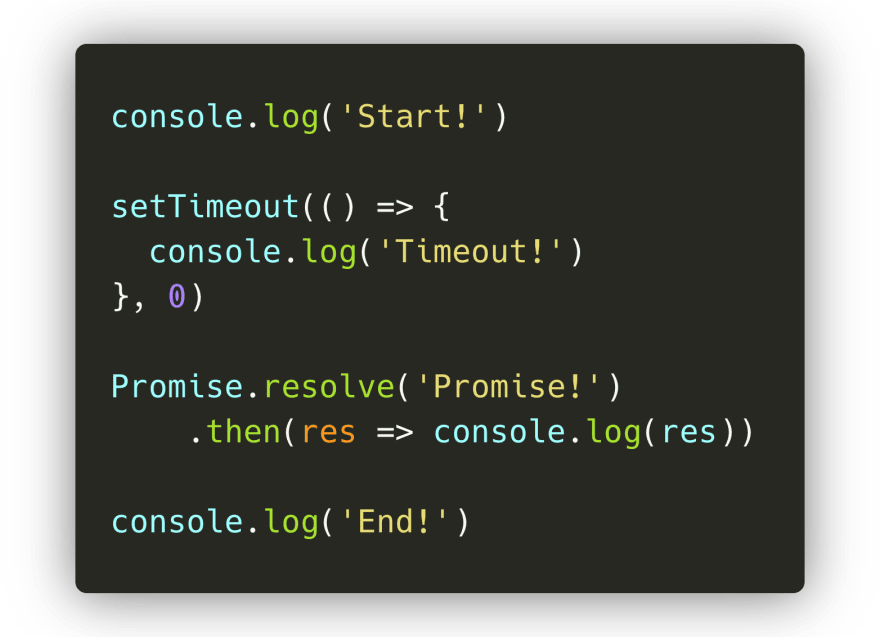 console.log('Start!')
setTimeout(() => {
  console.log('Timeout!')
}, 0)
Promise.resolve('Promise!')
    .then(res => console.log(res))
console.log('End!')